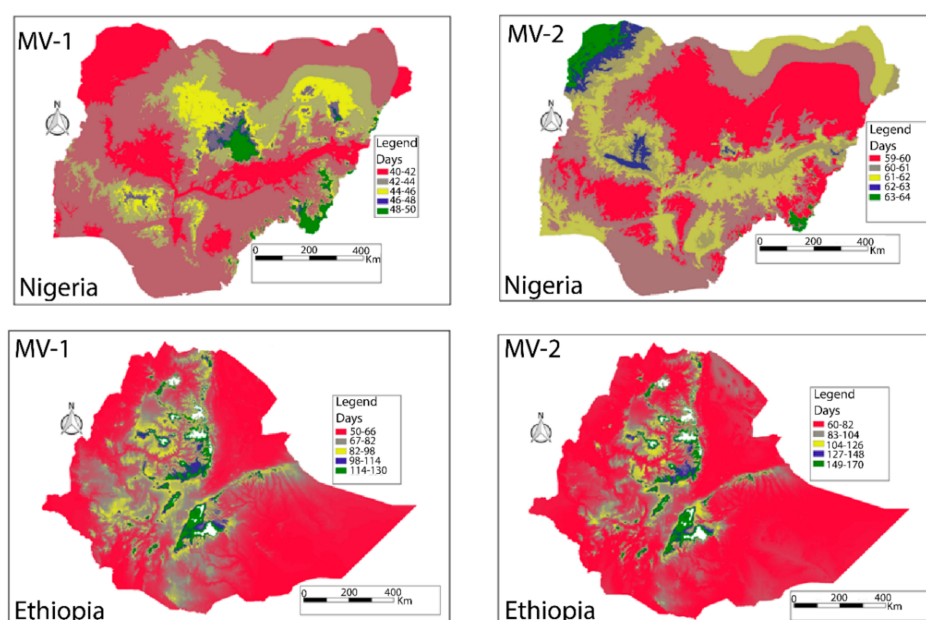 MV-1
N
Legend
Days
40-42
42-44
44-46
46-48
48-50
0 200 400
Km
Nigeria
MV-2
N
Legend
Days
59-60
60-61
61-62
62-63
63-64
0 200 400
Km
Nigeria
MV-1
N
Legend
Days
50-66
67-82
82-98
98-114
114-130
0 200 400
Km
Ethiopia
MV-2
N
Legend
Days
60-82
83-104
104-126
127-148
149-170
0 200 400
Km
Ethiopia